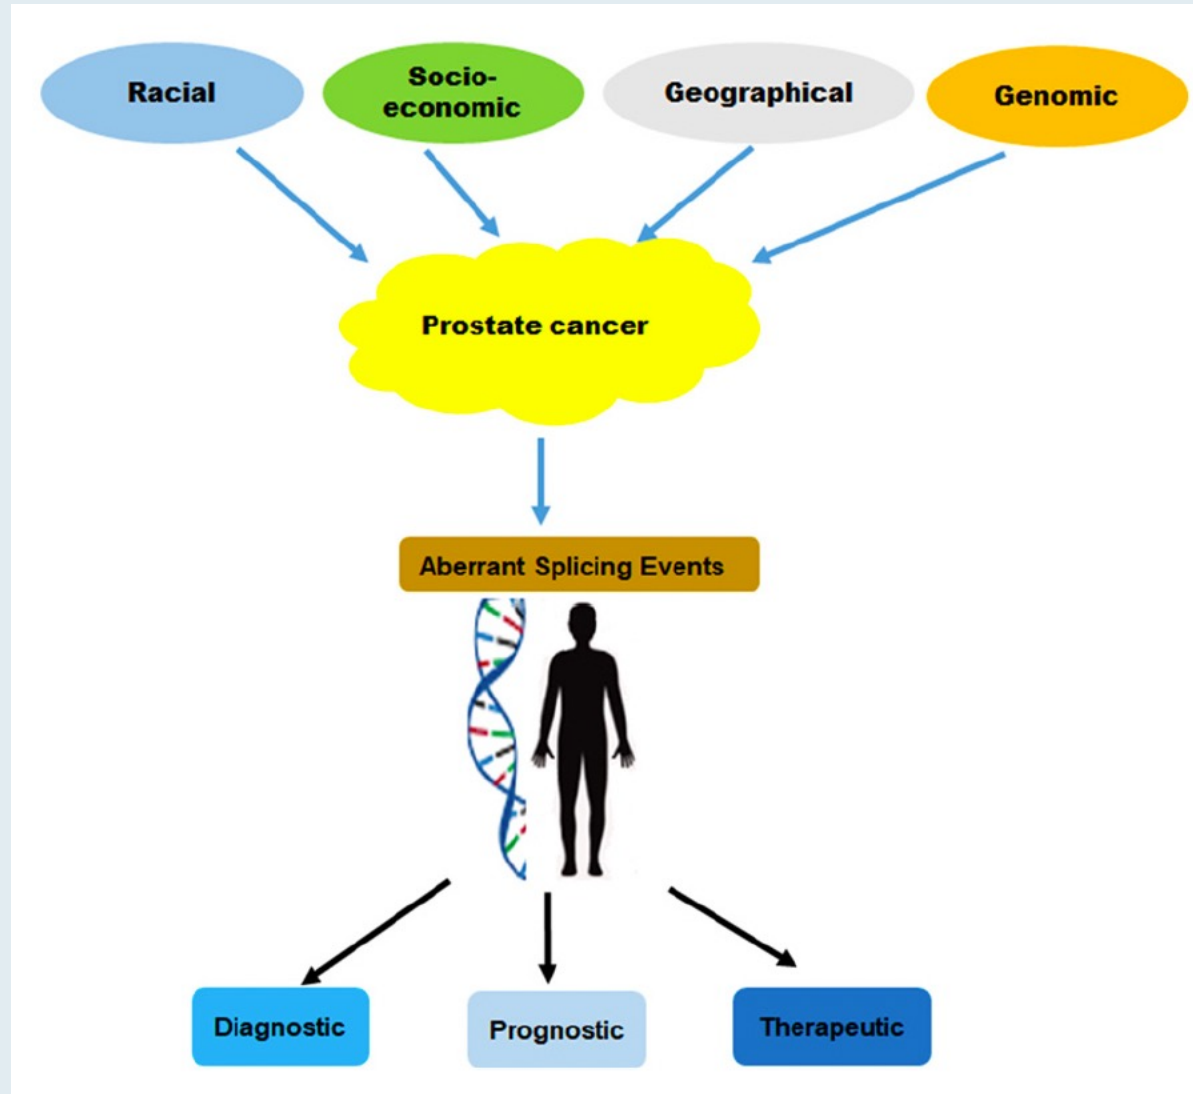 Racial
Socio-
economic
Geographical
Genomic
Prostate cancer
Aberrant Splicing Events
Diagnostic
Prognostic
Therapeutic